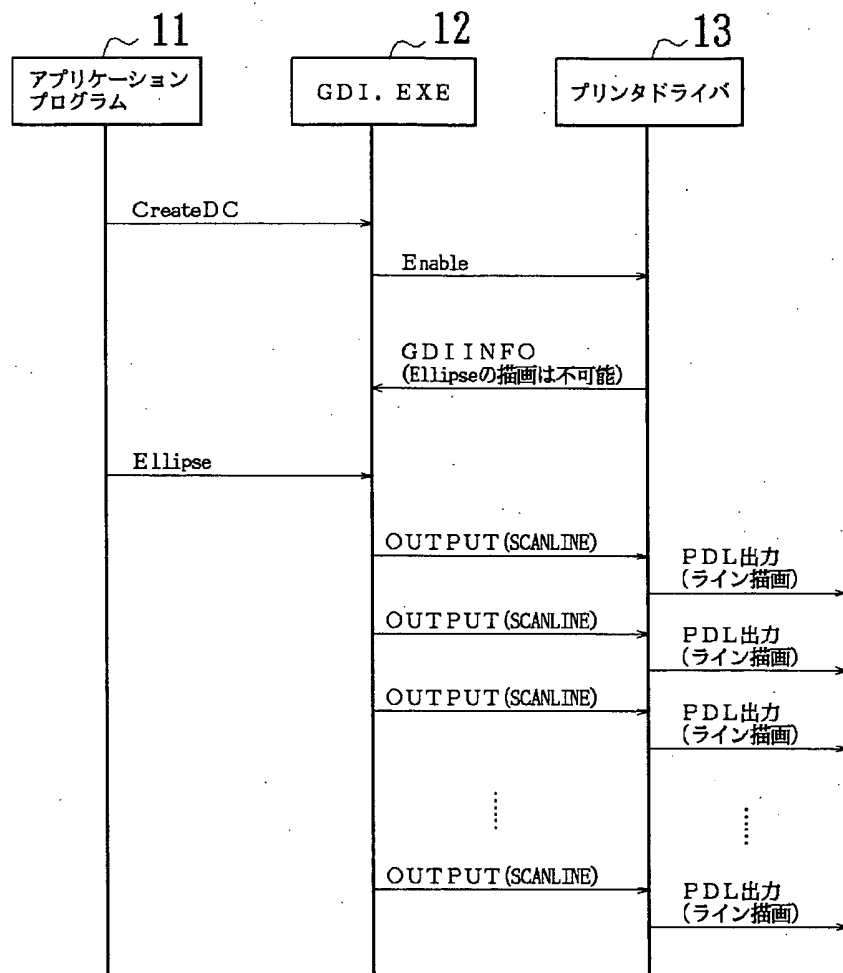 11
12
13
アプリケーション
プログラム
GDI. EXE
プリンタドライバ
CreateDC
Enable
GDIINFO
(Ellipseの描画は不可能)
Ellipse
OUTPUT(SCANLINE)
PDL出力
(ライン描画)
OUTPUT(SCANLINE)
PDL出力
(ライン描画)
OUTPUT(SCANLINE)
PDL出力
(ライン描画)
OUTPUT(SCANLINE)
PDL出力
(ライン描画)